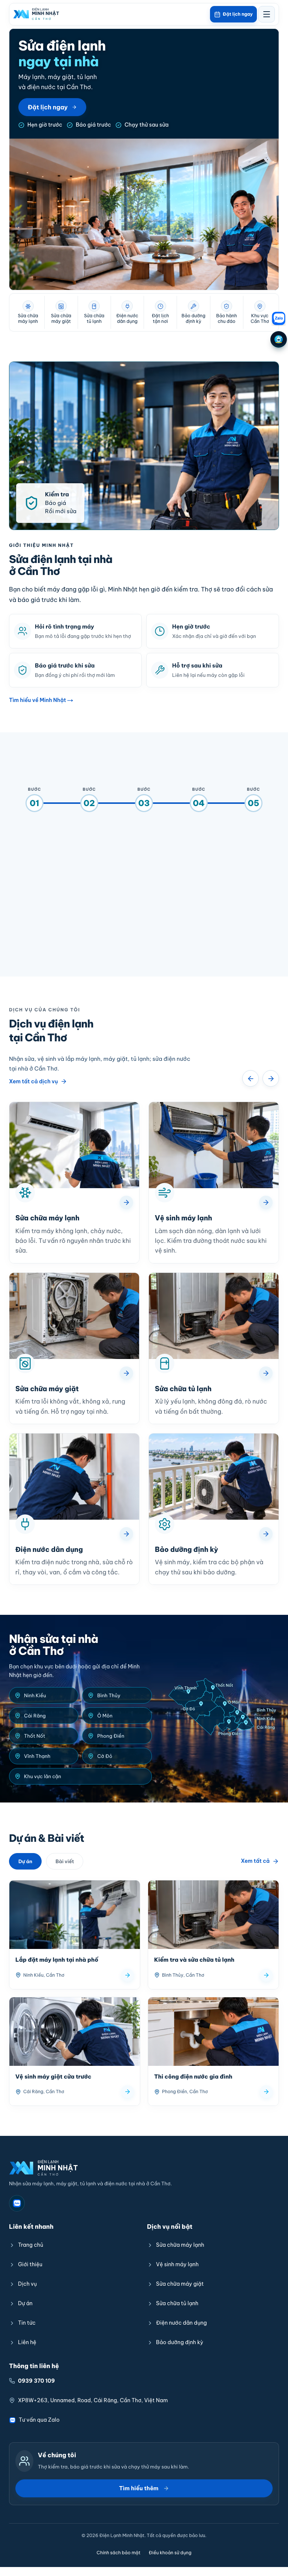 ĐIỆN LẠNH
MINH NHẬT
CẦN THƠ
Đặt lịch ngay
Sửa điện lạnh
ngay tại nhà
Máy lạnh, máy giặt, tủ lạnh
và điện nước tại Cần Thơ.
Đặt lịch ngay →
Hẹn giờ trước
Báo giá trước
Chạy thử sau sửa
Sửa chữa
máy lạnh
Sửa chữa
máy giặt
Sửa chữa
tủ lạnh
Điện nước
dân dụng
Đặt lịch
tận nơi
Bảo dưỡng
định kỳ
Bảo hành
chu đáo
Khu vực
Cần Thơ
Zalo
Kiểm tra
Báo giá
Rồi mới sửa
GIỚI THIỆU MINH NHẬT
Sửa điện lạnh tại nhà
ở Cần Thơ
Bạn cho biết máy đang gặp lỗi gì, Minh Nhật hẹn giờ đến kiểm tra. Thợ sẽ trao đổi cách sửa
và báo giá trước khi làm.
Hỏi rõ tình trạng máy
Bạn mô tả lỗi đang gặp trước khi hẹn thợ
Hẹn giờ trước
Xác nhận địa chỉ và giờ đến với bạn
Báo giá trước khi sửa
Bạn đồng ý chi phí rồi thợ mới làm
Hỗ trợ sau khi sửa
Liên hệ lại nếu máy còn gặp lỗi
Tìm hiểu về Minh Nhật →
BƯỚC
01
BƯỚC
02
BƯỚC
03
BƯỚC
04
BƯỚC
05
DỊCH VỤ CỦA CHÚNG TÔI
Dịch vụ điện lạnh
tại Cần Thơ
Nhận sửa, vệ sinh và lắp máy lạnh, máy giặt, tủ lạnh; sửa điện nước
tại nhà ở Cần Thơ.
Xem tất cả dịch vụ →
Sửa chữa máy lạnh
Kiểm tra máy không lạnh, chảy nước,
báo lỗi. Tư vấn rõ nguyên nhân trước khi
sửa.
Vệ sinh máy lạnh
Làm sạch dàn nóng, dàn lạnh và lưới
lọc. Kiểm tra đường thoát nước sau khi
vệ sinh.
Sửa chữa máy giặt
Kiểm tra lỗi không vắt, không xả, rung
và tiếng ồn. Hỗ trợ ngay tại nhà.
Sửa chữa tủ lạnh
Xử lý yếu lạnh, không đông đá, rò nước
và tiếng ồn bất thường.
Điện nước dân dụng
Kiểm tra điện nước trong nhà, sửa chỗ rò
rỉ, thay vòi, van, ổ cắm và công tắc.
Bảo dưỡng định kỳ
Vệ sinh máy, kiểm tra các bộ phận và
chạy thử sau khi bảo dưỡng.
Nhận sửa tại nhà
ở Cần Thơ
Bạn chọn khu vực bên dưới hoặc gửi địa chỉ để Minh
Nhật hẹn giờ đến.
Ninh Kiều
Bình Thủy
Cái Răng
Ô Môn
Thốt Nốt
Phong Điền
Vĩnh Thạnh
Cờ Đỏ
Khu vực lân cận
Vĩnh Thạnh
Thốt Nốt
Cờ Đỏ
Ô Môn
Bình Thủy
Ninh Kiều
Cái Răng
Phong Điền
Dự án & Bài viết
Dự án
Bài viết
Xem tất cả →
Lắp đặt máy lạnh tại nhà phố
Ninh Kiều, Cần Thơ
Kiểm tra và sửa chữa tủ lạnh
Bình Thủy, Cần Thơ
Vệ sinh máy giặt cửa trước
Cái Răng, Cần Thơ
Thi công điện nước gia đình
Phong Điền, Cần Thơ
ĐIỆN LẠNH
MINH NHẬT
CẦN THƠ
Nhận sửa máy lạnh, máy giặt, tủ lạnh và điện nước tại nhà ở Cần Thơ.
Liên kết nhanh
Trang chủ
Giới thiệu
Dịch vụ
Dự án
Tin tức
Liên hệ
Dịch vụ nổi bật
Sửa chữa máy lạnh
Vệ sinh máy lạnh
Sửa chữa máy giặt
Sửa chữa tủ lạnh
Điện nước dân dụng
Bảo dưỡng định kỳ
Thông tin liên hệ
0939 370 109
XP8W+263, Unnamed, Road, Cái Răng, Cần Thơ, Việt Nam
Tư vấn qua Zalo
Về chúng tôi
Thợ kiểm tra, báo giá trước khi sửa và chạy thử máy sau khi làm.
Tìm hiểu thêm →
© 2026 Điện Lạnh Minh Nhật. Tất cả quyền được bảo lưu.
Chính sách bảo mật
Điều khoản sử dụng